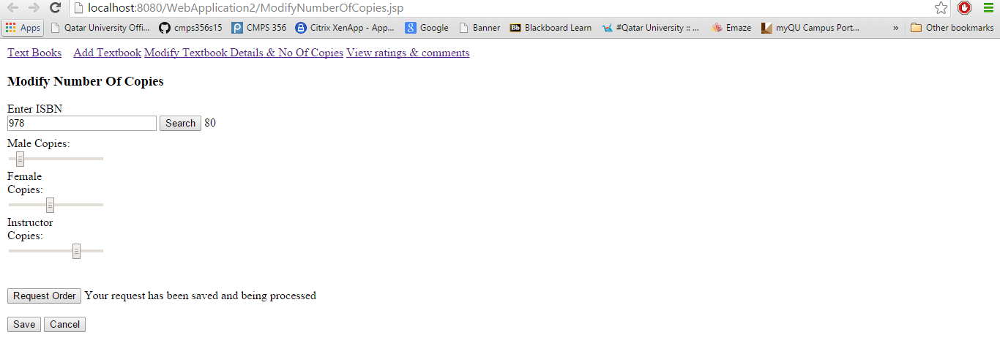 localhost:8080/WebApplication2/ModifyNumberOfCopies.jsp
Apps Qatar University Offi... cmps356s15 CMPS 356 Citrix XenApp - App... Google Banner Bb Blackboard Learn #Qatar University :: ... Emaze myQU Campus Port... » Other bookmarks
Text Books Add Textbook Modify Textbook Details & No Of Copies View ratings & comments
Modify Number Of Copies
Enter ISBN
978 Search 80
Male Copies:
Female
Copies:
Instructor
Copies:
Request Order Your request has been saved and being processed
Save Cancel